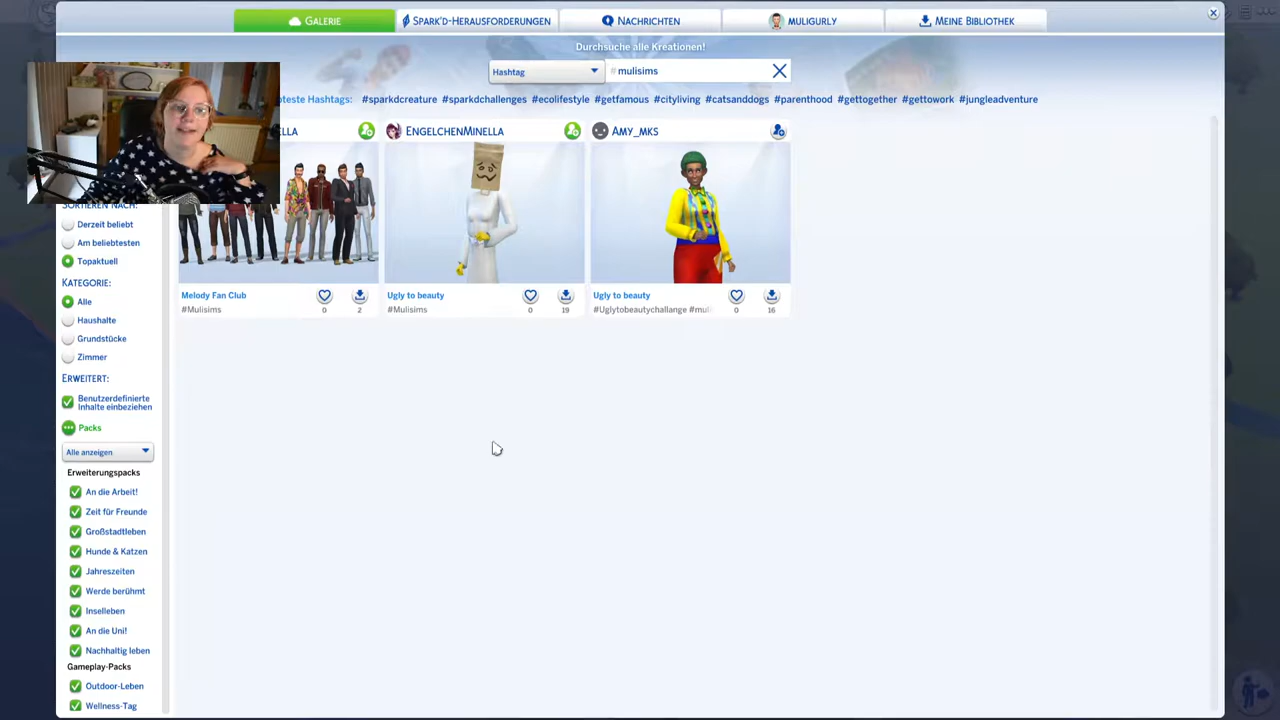 GALERIE
SPARK'D-HERAUSFORDERUNGEN
NACHRICHTEN
MULIGURLY
MEINE BIBLIOTHEK
Durchsuche alle Kreationen!
Hashtag
# mulisims
Hashtags: #sparkdcreature #sparkdchallenges #ecolifestyle #getfamous #cityliving #catsanddogs #parenthood #gettogether #gettowork #jungleadventure
ENGELCHENMINELLA
AMY_MKS
Melody Fan Club
0
2
#Mulisims
Ugly to beauty
0
19
#Mulisims
Ugly to beauty
0
16
#Uglytobeautychallange #mul
SORTIEREN NACH:
Derzeit beliebt
Am beliebtesten
Topaktuell
KATEGORIE:
Alle
Haushalte
Grundstücke
Zimmer
ERWEITERT:
Benutzerdefinierte
Inhalte einbeziehen
Packs
Alle anzeigen
Erweiterungspacks
An die Arbeit!
Zeit für Freunde
Großstadtleben
Hunde & Katzen
Jahreszeiten
Werde berühmt
Inselleben
An die Uni!
Nachhaltig leben
Gameplay-Packs
Outdoor-Leben
Wellness-Tag